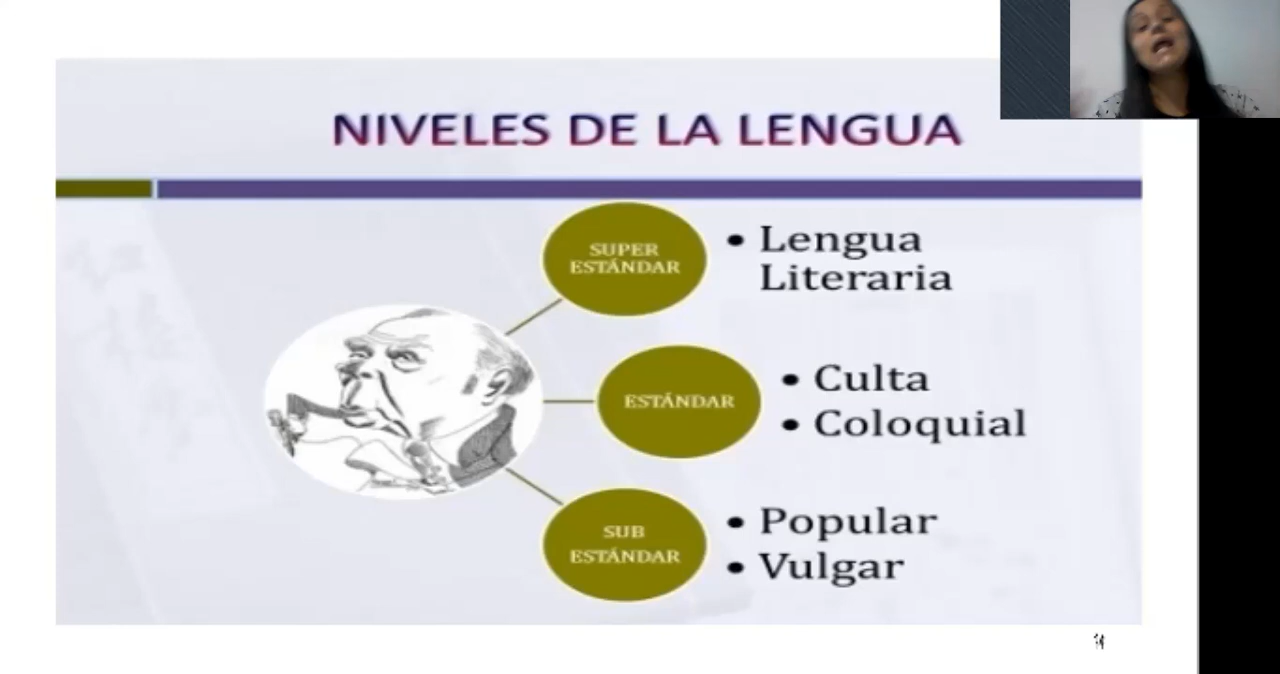 NIVELES DE LA LENGUA
SUPER
ESTÁNDAR
• Lengua
Literaria
ESTÁNDAR
• Culta
• Coloquial
SUB
ESTÁNDAR
• Popular
• Vulgar